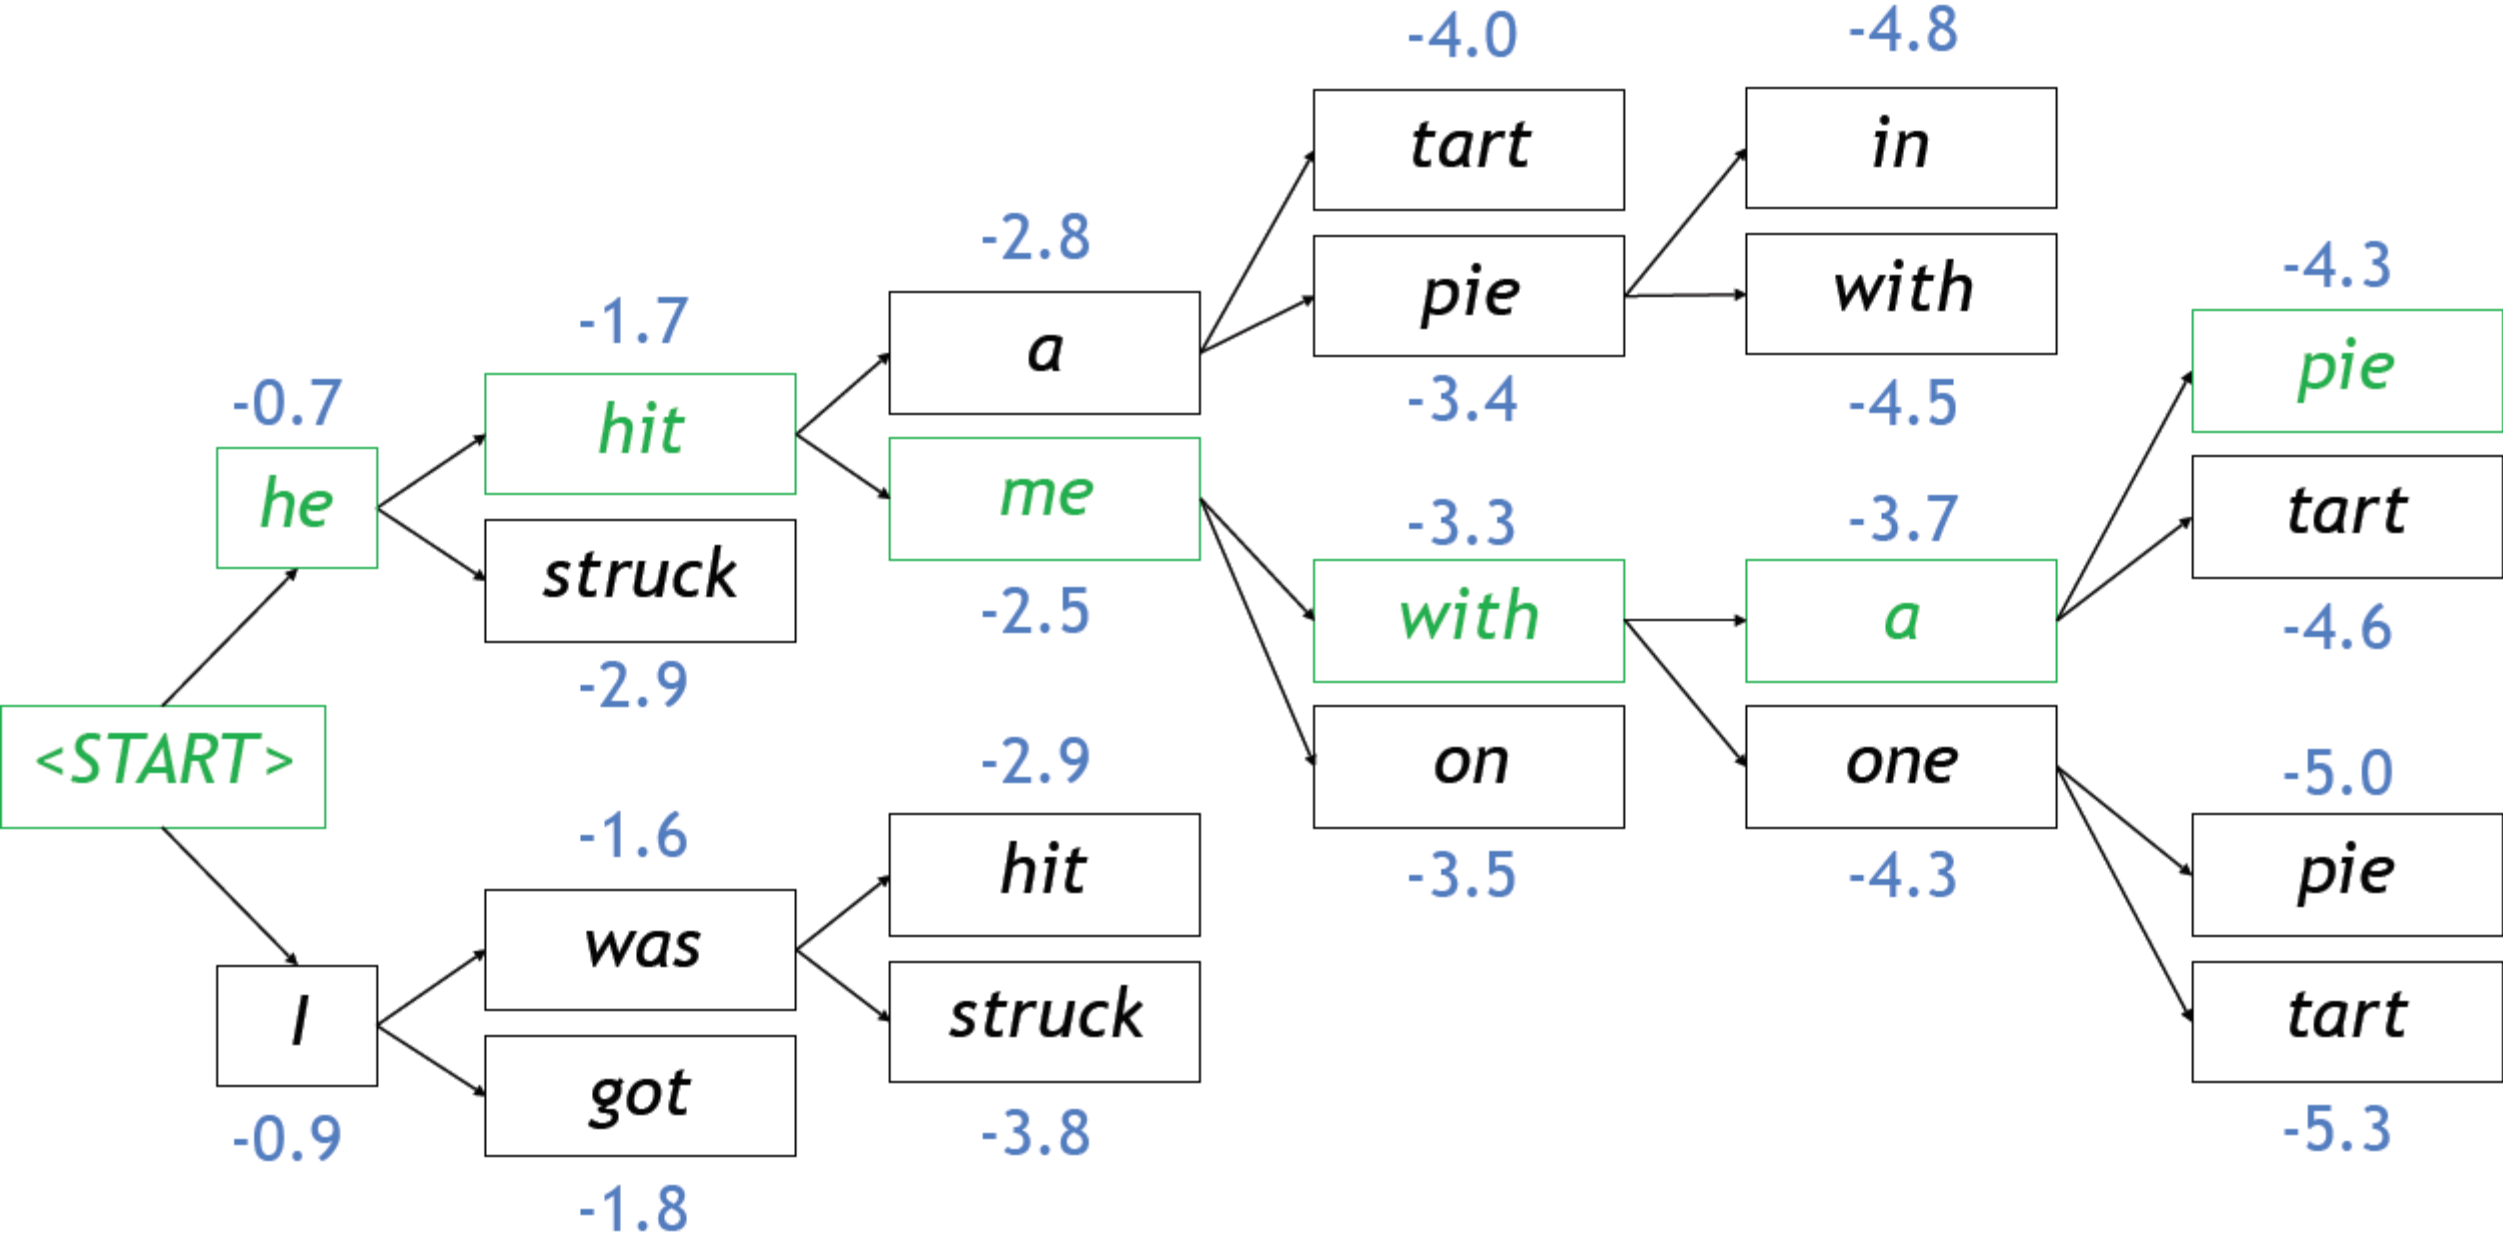 -4.0
-4.8
tart
in
-2.8
-4.3
pie
with
-1.7
a
pie
-0.7
-3.4
-4.5
hit
he
me
-3.3
-3.7
tart
struck
-2.5
with
a
-4.6
-2.9
<START>
-2.9
on
one
-5.0
-1.6
hit
-3.5
-4.3
pie
was
I
struck
tart
got
-0.9
-3.8
-5.3
-1.8